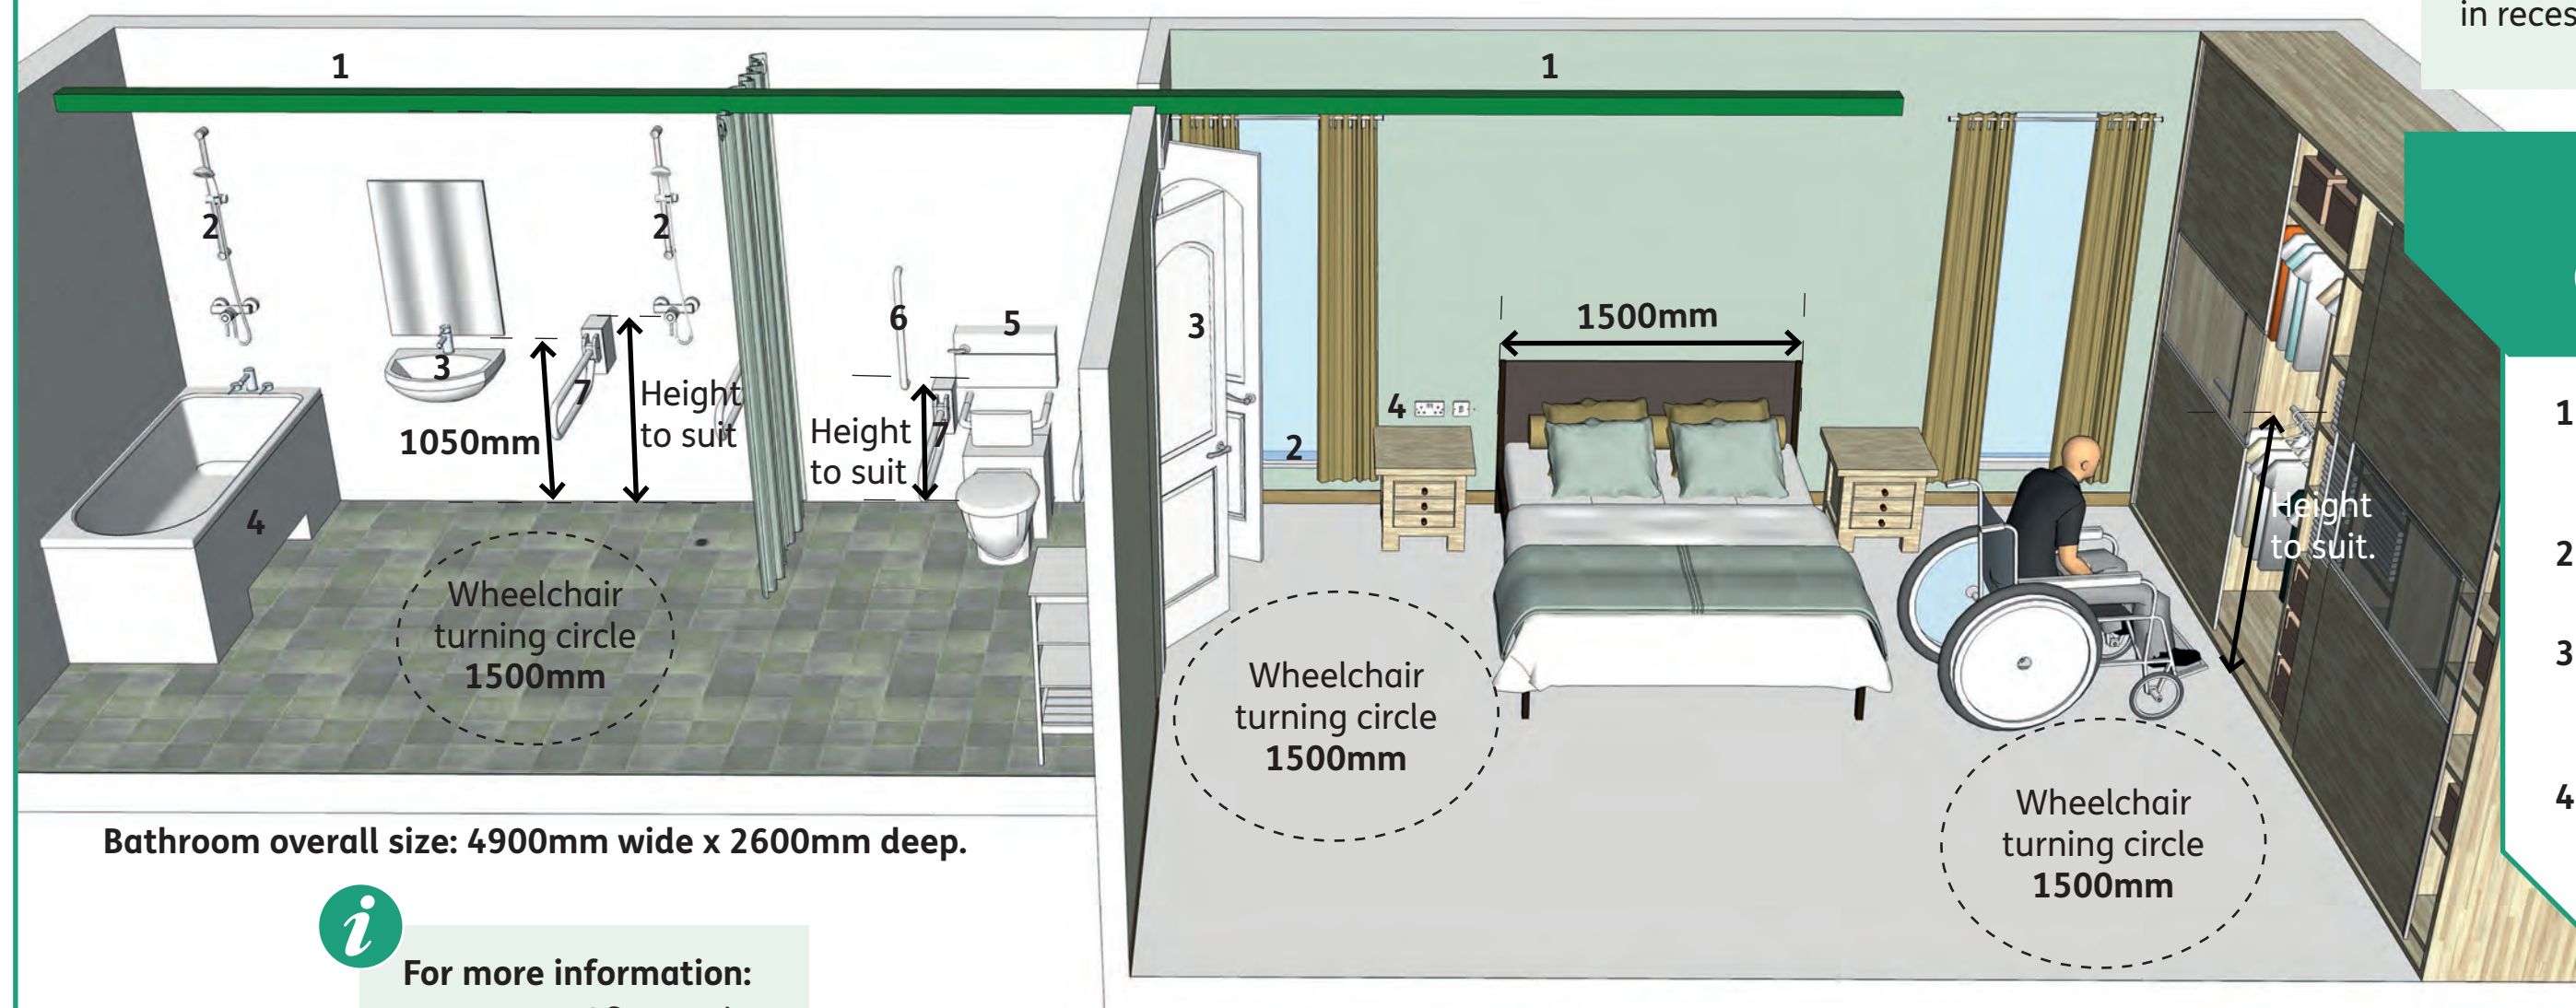 in reces
1
1
2
2
3
7
Height
to suit
1050mm
6
5
Height
to suit
7
4
Wheelchair
turning circle
1500mm
3
2
4
1500mm
Height
to suit.
Wheelchair
turning circle
1500mm
Wheelchair
turning circle
1500mm
1
2
3
4
Bathroom overall size: 4900mm wide x 2600mm deep.
i
For more information: